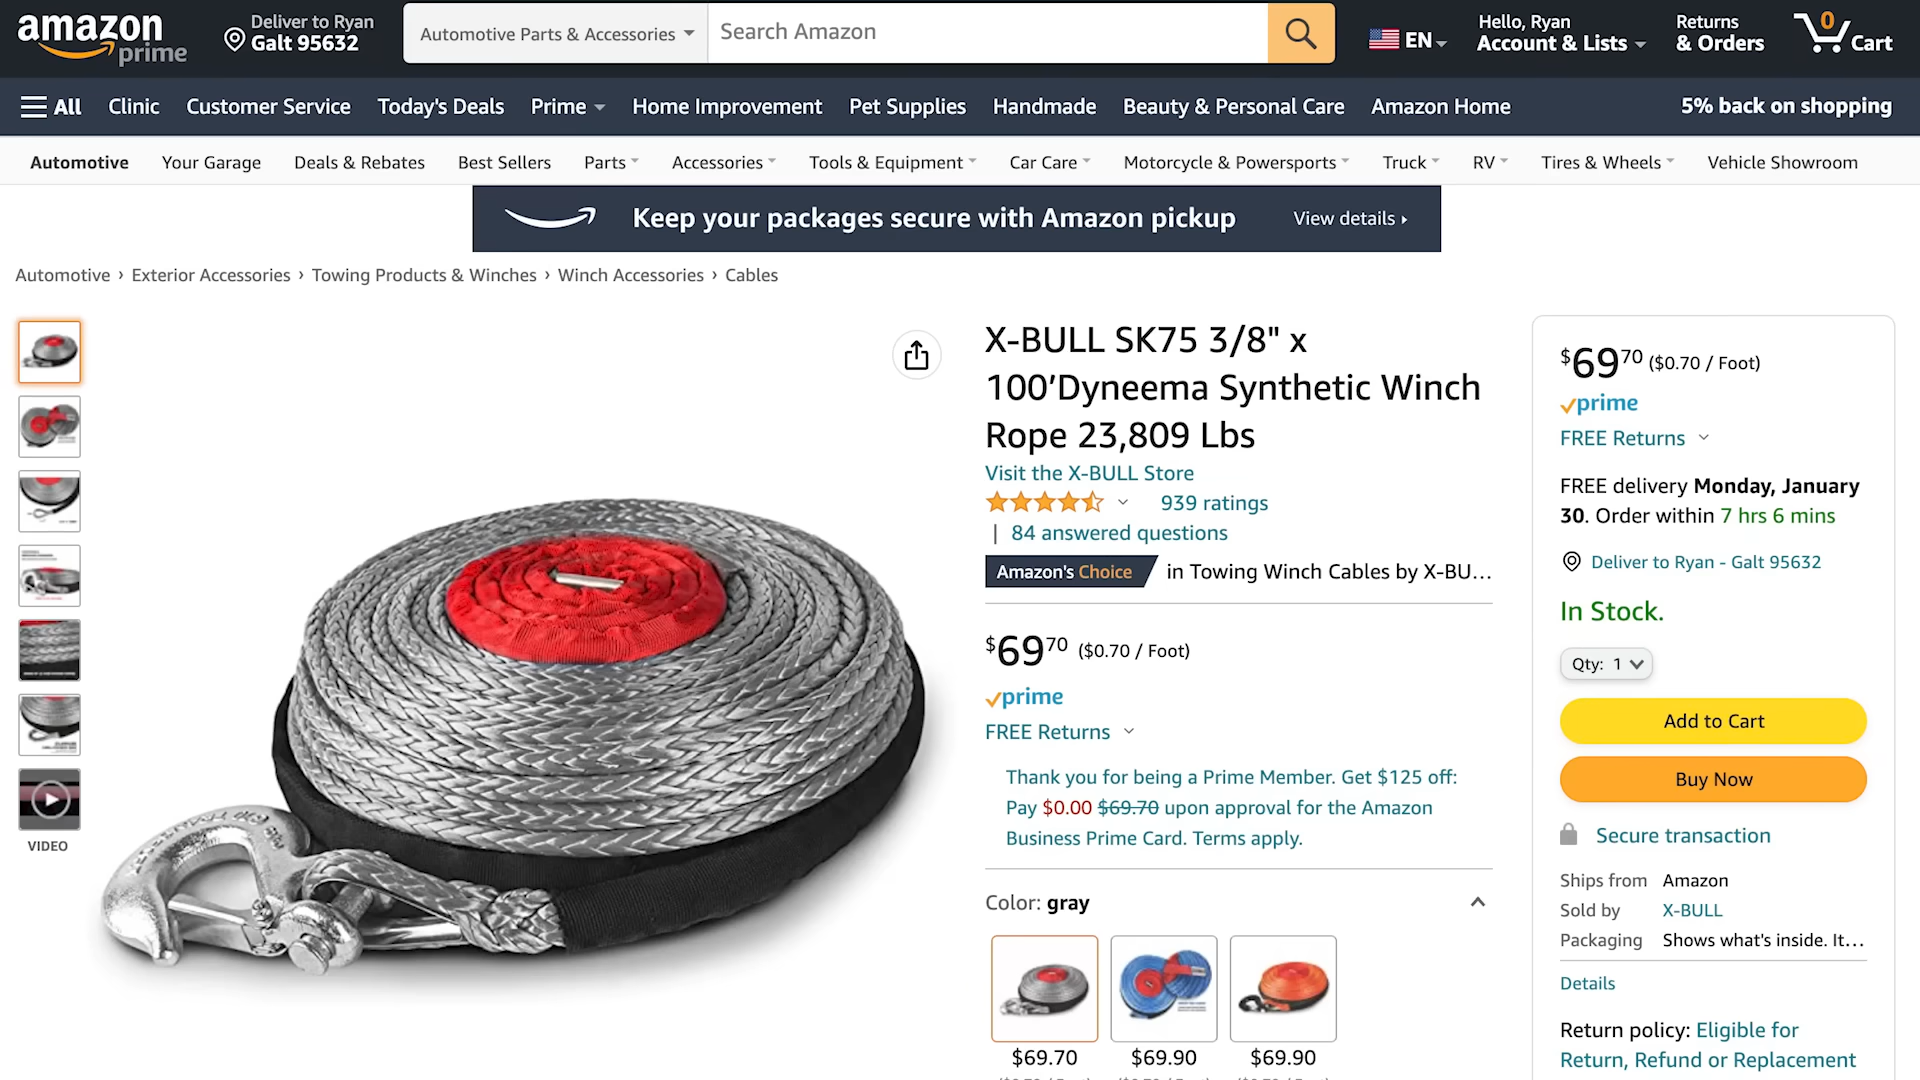 amazon
prime
Deliver to Ryan
Galt 95632
Automotive Parts & Accessories
Search Amazon
EN
Hello, Ryan
Account & Lists
Returns
& Orders
0
Cart
All
Clinic
Customer Service
Today's Deals
Prime
Home Improvement
Pet Supplies
Handmade
Beauty & Personal Care
Amazon Home
5% back on shopping
Automotive
Your Garage
Deals & Rebates
Best Sellers
Parts
Accessories
Tools & Equipment
Car Care
Motorcycle & Powersports
Truck
RV
Tires & Wheels
Vehicle Showroom
Keep your packages secure with Amazon pickup
View details
Automotive › Exterior Accessories › Towing Products & Winches › Winch Accessories › Cables
VIDEO
X-BULL SK75 3/8" x
100’Dyneema Synthetic Winch
Rope 23,809 Lbs
Visit the X-BULL Store
939 ratings
| 84 answered questions
Amazon's Choice in Towing Winch Cables by X-BU...
$69 70 ($0.70 / Foot)
prime
FREE Returns
Thank you for being a Prime Member. Get $125 off:
Pay $0.00 $69.70 upon approval for the Amazon
Business Prime Card. Terms apply.
Color: gray
$69.70
$69.90
$69.90
$69 70 ($0.70 / Foot)
prime
FREE Returns
FREE delivery Monday, January
30. Order within 7 hrs 6 mins
Deliver to Ryan - Galt 95632
In Stock.
Qty: 1
Add to Cart
Buy Now
Secure transaction
Ships from Amazon
Sold by X-BULL
Packaging Shows what's inside. It...
Details
Return policy: Eligible for
Return, Refund or Replacement